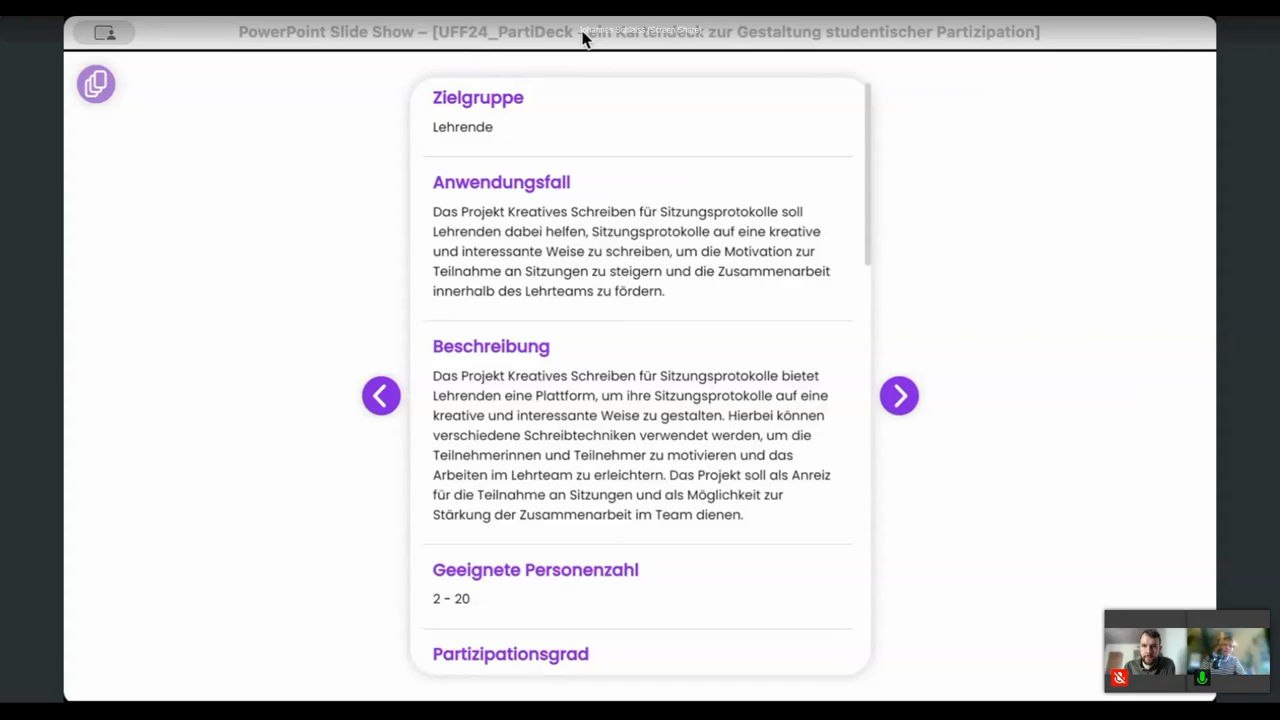 PowerPoint Slide Show – [UFF24_PartiDeck - ein Kartendeck zur Gestaltung studentischer Partizipation]
Zielgruppe
Lehrende
Anwendungsfall
Das Projekt Kreatives Schreiben für Sitzungsprotokolle soll
Lehrenden dabei helfen, Sitzungsprotokolle auf eine kreative
und interessante Weise zu schreiben, um die Motivation zur
Teilnahme an Sitzungen zu steigern und die Zusammenarbeit
innerhalb des Lehrteams zu fördern.
Beschreibung
Das Projekt Kreatives Schreiben für Sitzungsprotokolle bietet
Lehrenden eine Plattform, um ihre Sitzungsprotokolle auf eine
kreative und interessante Weise zu gestalten. Hierbei können
verschiedene Schreibtechniken verwendet werden, um die
Teilnehmerinnen und Teilnehmer zu motivieren und das
Arbeiten im Lehrteam zu erleichtern. Das Projekt soll als Anreiz
für die Teilnahme an Sitzungen und als Möglichkeit zur
Stärkung der Zusammenarbeit im Team dienen.
Geeignete Personenzahl
2 - 20
Partizipationsgrad